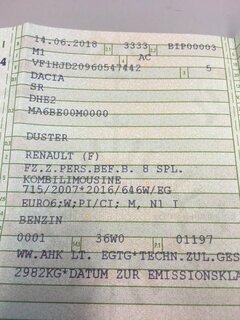 14.06.2018 3333 BIP00003
M1 AC
4 VF1HJD20960547442 5
DACIA
SR
DHE2
MA6BE00M0000
DUSTER
RENAULT (F)
FZ.Z.PERS.BEF.B. 8 SPL.
KOMBILIMOUSINE
715/2007*2016/646W/EG
EURO6;W;PI/CI; M, N1 I
BENZIN
0001 36W0 01197
WW.AHK LT. EGTG*TECHN.ZUL.GES
2982KG*DATUM ZUR EMISSIONSKLA